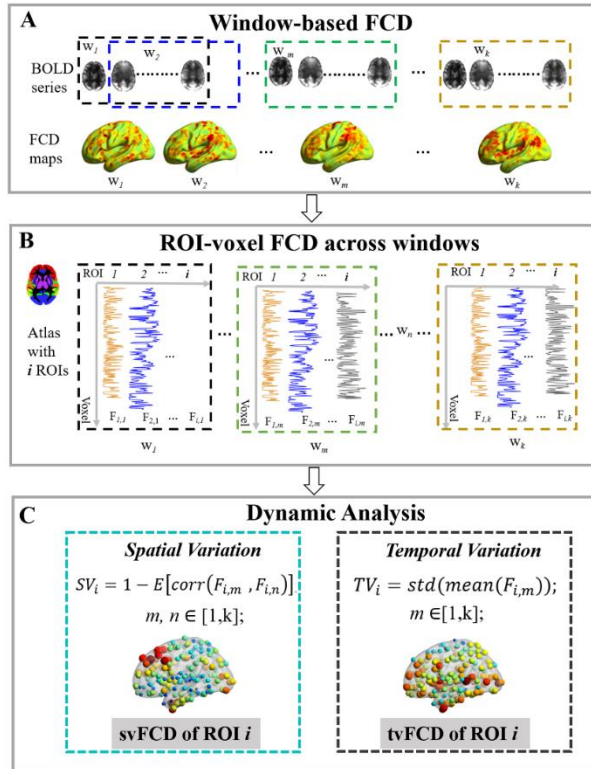 A
Window-based FCD
BOLD
series
w1
w2
...
wm
...
wk
FCD
maps
w1
w2
...
wm
...
wk
B
ROI-voxel FCD across windows
Atlas
with
i ROIs
ROI 1 2 ... i
Voxel
...
F1,1 F2,1 ... Fi,1
w1
...
ROI 1 2 ... i
Voxel
...
F1,m F2,m ... Fi,m
wm
... wn ...
ROI 1 2 ... i
Voxel
...
F1,k F2,k ... Fi,k
wk
C
Dynamic Analysis
Spatial Variation
SVi = 1 − E[corr(Fi,m ,Fi,n)]
m, n ∈ [1,k];
svFCD of ROI i
Temporal Variation
TVi = std(mean(Fi,m));
m ∈[1,k];
tvFCD of ROI i